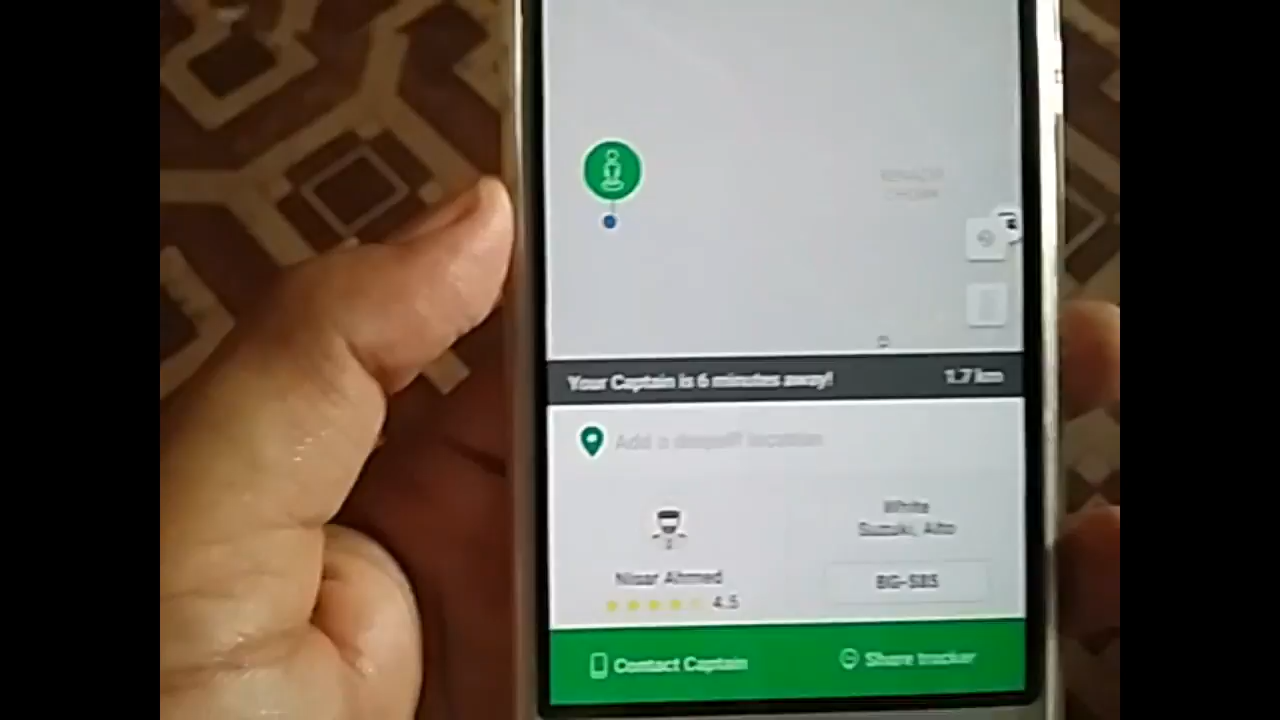 Your Captain is 6 minutes away!
1.7 km
Add a dropoff location
White
Suzuki, Alto
Nisar Ahmed
BG-585
4.5
Contact Captain
Share tracker